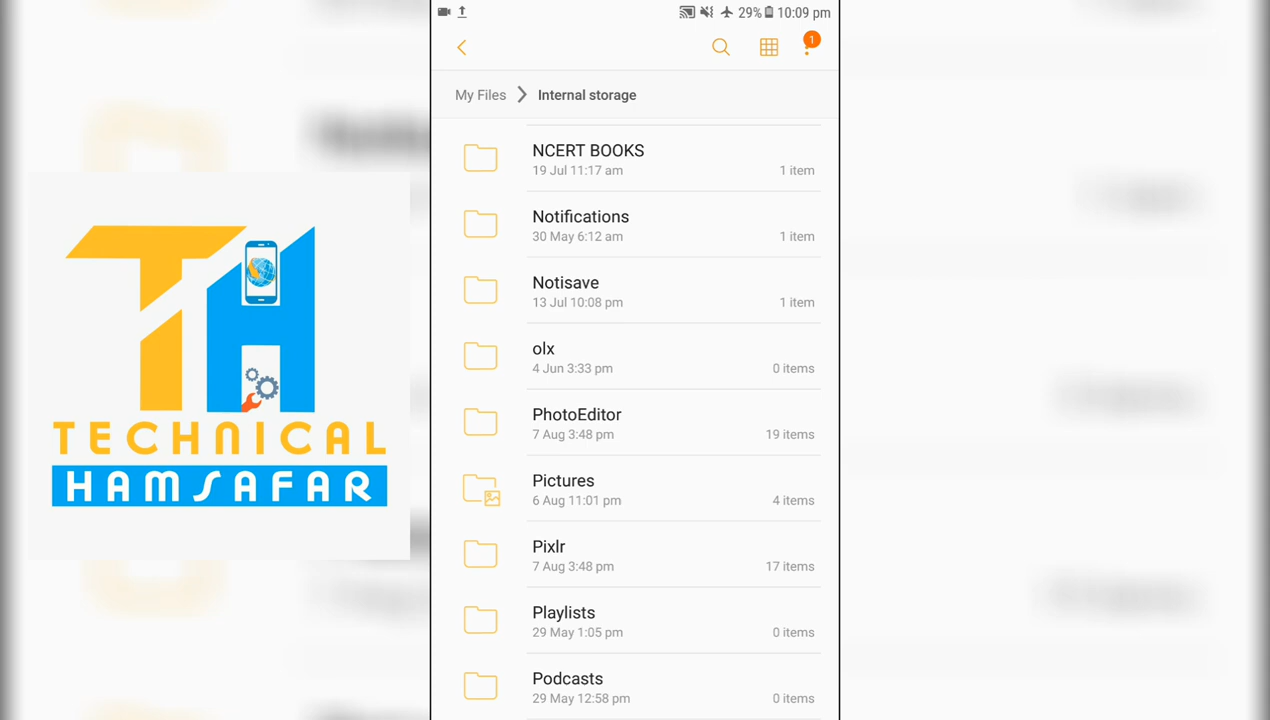 29% 10:09 pm
1
My Files Internal storage
NCERT BOOKS
19 Jul 11:17 am 1 item
Notifications
30 May 6:12 am 1 item
Notisave
13 Jul 10:08 pm 1 item
olx
4 Jun 3:33 pm 0 items
PhotoEditor
7 Aug 3:48 pm 19 items
Pictures
6 Aug 11:01 pm 4 items
Pixlr
7 Aug 3:48 pm 17 items
Playlists
29 May 1:05 pm 0 items
Podcasts
29 May 12:58 pm 0 items
TH
TECHNICAL
HAMSAFAR